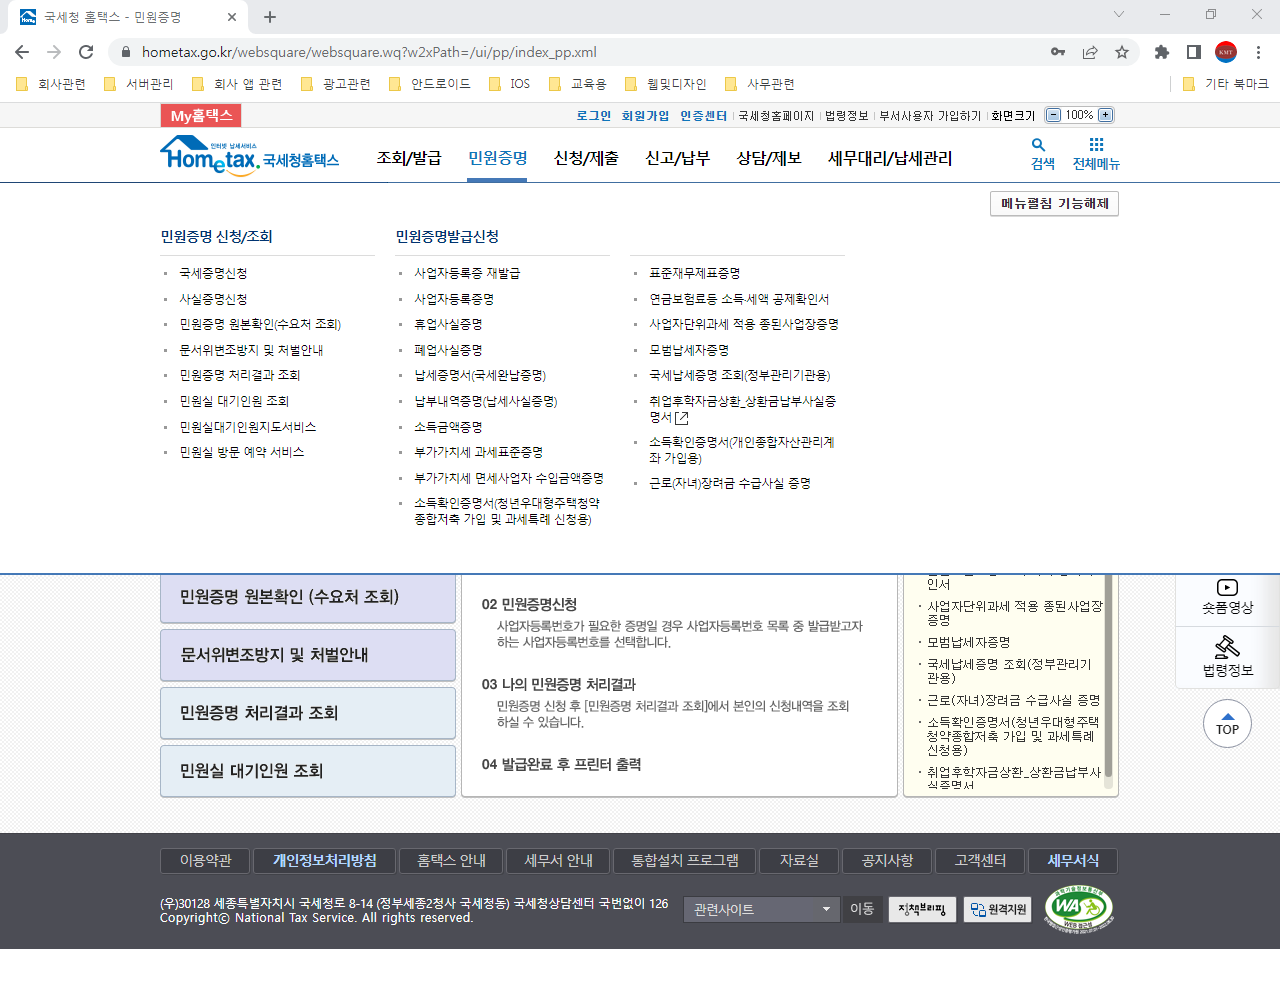 국세청 홈택스 - 민원증명
hometax.go.kr/websquare/websquare.wq?w2xPath=/ui/pp/index_pp.xml
회사관련 서버관리 회사 앱 관련 광고관련 안드로이드 IOS 교육용 웹및디자인 사무관련 기타 북마크
My홈택스 로그인 회원가입 인증센터 국세청홈페이지 법령정보 부서사용자 가입하기 화면크기 100%
인터넷 납세서비스
Hometax. 국세청홈택스 조회/발급 민원증명 신청/제출 신고/납부 상담/제보 세무대리/납세관리 검색 전체메뉴
메뉴펼침 기능해제
민원증명 신청/조회
국세증명신청
사실증명신청
민원증명 원본확인(수요처 조회)
문서위변조방지 및 처벌안내
민원증명 처리결과 조회
민원실 대기인원 조회
민원실대기인원지도서비스
민원실 방문 예약 서비스
민원증명발급신청
사업자등록증 재발급
사업자등록증명
휴업사실증명
폐업사실증명
납세증명서(국세완납증명)
납부내역증명(납세사실증명)
소득금액증명
부가가치세 과세표준증명
부가가치세 면세사업자 수입금액증명
소득확인증명서(청년우대형주택청약
종합저축 가입 및 과세특례 신청용)
표준재무제표증명
연금보험료등 소득·세액 공제확인서
사업자단위과세 적용 종된사업장증명
모범납세자증명
국세납세증명 조회(정부관리기관용)
취업후학자금상환_상환금납부사실증
명서
소득확인증명서(개인종합자산관리계
좌 가입용)
근로(자녀)장려금 수급사실 증명
민원증명 원본확인 (수요처 조회)
문서위변조방지 및 처벌안내
민원증명 처리결과 조회
민원실 대기인원 조회
02 민원증명신청
사업자등록번호가 필요한 증명일 경우 사업자등록번호 목록 중 발급받고자
하는 사업자등록번호를 선택합니다.
03 나의 민원증명 처리결과
민원증명 신청 후 [민원증명 처리결과 조회]에서 본인의 신청내역을 조회
하실 수 있습니다.
04 발급완료 후 프린터 출력
인서
사업자단위과세 적용 종된사업장
증명
모범납세자증명
국세납세증명 조회(정부관리기
관용)
근로(자녀)장려금 수급사실 증명
소득확인증명서(청년우대형주택
청약종합저축 가입 및 과세특례
신청용)
취업후학자금상환_상환금납부사
실증명서
숏폼영상
법령정보
TOP
이용약관 개인정보처리방침 홈택스 안내 세무서 안내 통합설치 프로그램 자료실 공지사항 고객센터 세무서식
(우)30128 세종특별자치시 국세청로 8-14 (정부세종2청사 국세청동) 국세청상담센터 국번없이 126
Copyrightⓒ National Tax Service. All rights reserved.
관련사이트 이동 정책브리핑 원격지원
WA